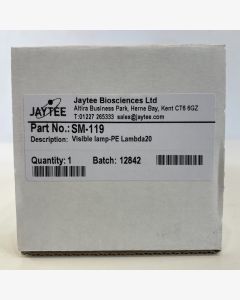 JAYTEE
Jaytee Biosciences Ltd
Altira Business Park, Herne Bay, Kent CT6 6GZ
T:01227 265333 sales@jaytee.com
Part No.: SM-119
Description: Visible lamp-PE Lambda20
Quantity: 1 Batch: 12842